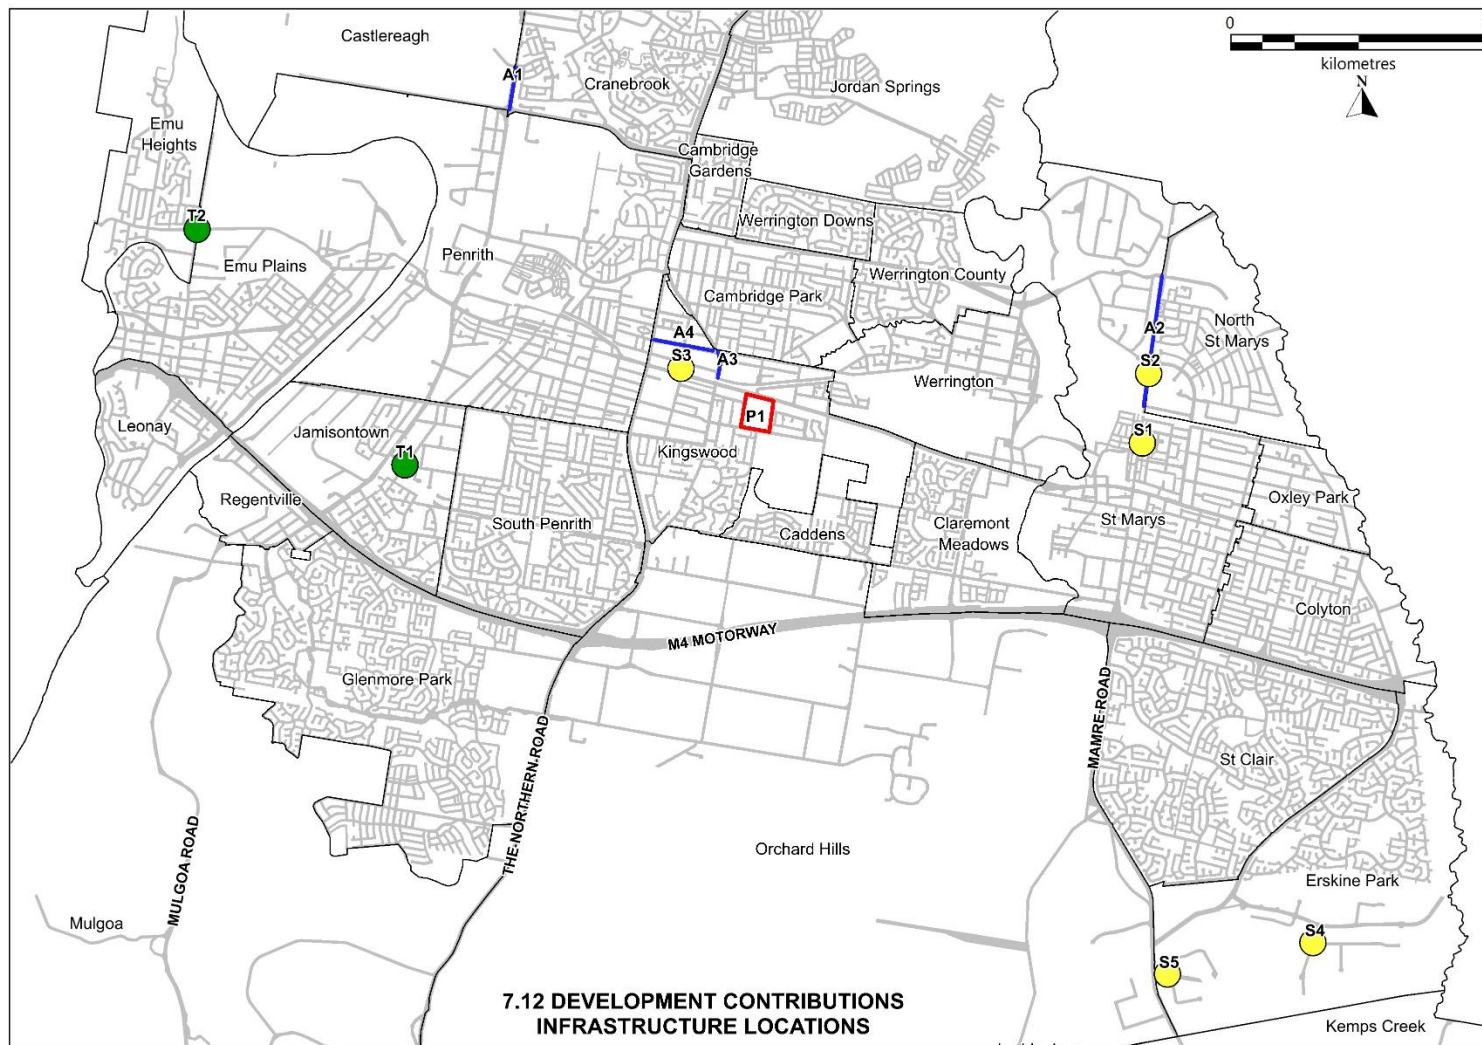 0
kilometres
N
Castlereagh
A1
Cranebrook
Jordan Springs
Emu
Heights
Cambridge
Gardens
T2
Werrington Downs
Penrith
Emu Plains
Werrington County
Cambridge Park
A4
A2
North
St Marys
S3
A3
S2
Werrington
P1
Leonay
Jamisontown
T1
Kingswood
S1
Regentville
South Penrith
Oxley Park
St Marys
Claremont
Meadows
Caddens
Colyton
M4 MOTORWAY
Glenmore Park
MAMRE ROAD
THE NORTHERN ROAD
St Clair
MULGOA ROAD
Orchard Hills
Erskine Park
Mulgoa
S4
S5
7.12 DEVELOPMENT CONTRIBUTIONS
INFRASTRUCTURE LOCATIONS
Kemps Creek